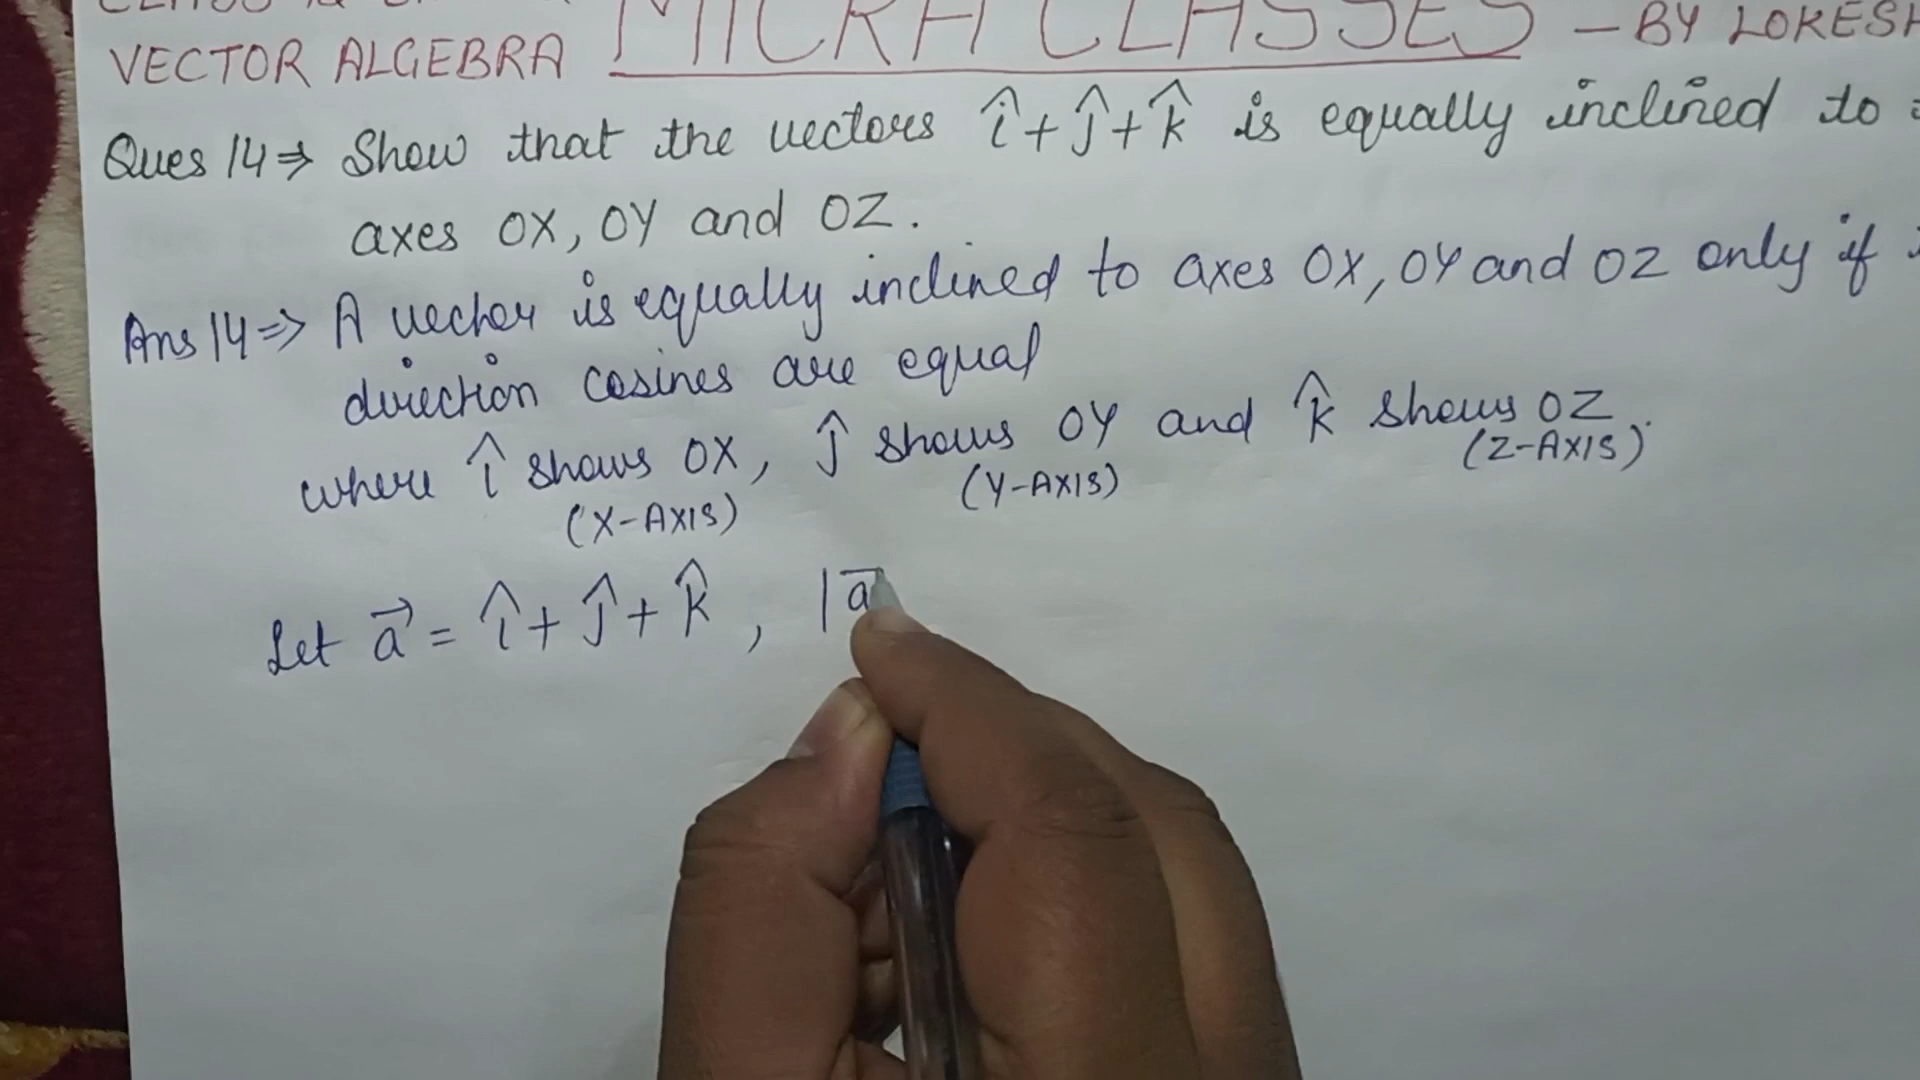 VECTOR ALGEBRA MICRA CLASSES - BY LOKESH
Ques 14 ⇒ Show that the vectors î + ĵ + k̂ is equally inclined to
axes OX, OY and OZ.
Ans 14 ⇒ A vector is equally inclined to axes OX, OY and OZ only if
direction cosines are equal
where î shows OX, ĵ shows OY and k̂ shows OZ.
(X-AXIS) (Y-AXIS) (Z-AXIS)
Let a⃗ = î + ĵ + k̂ , |a